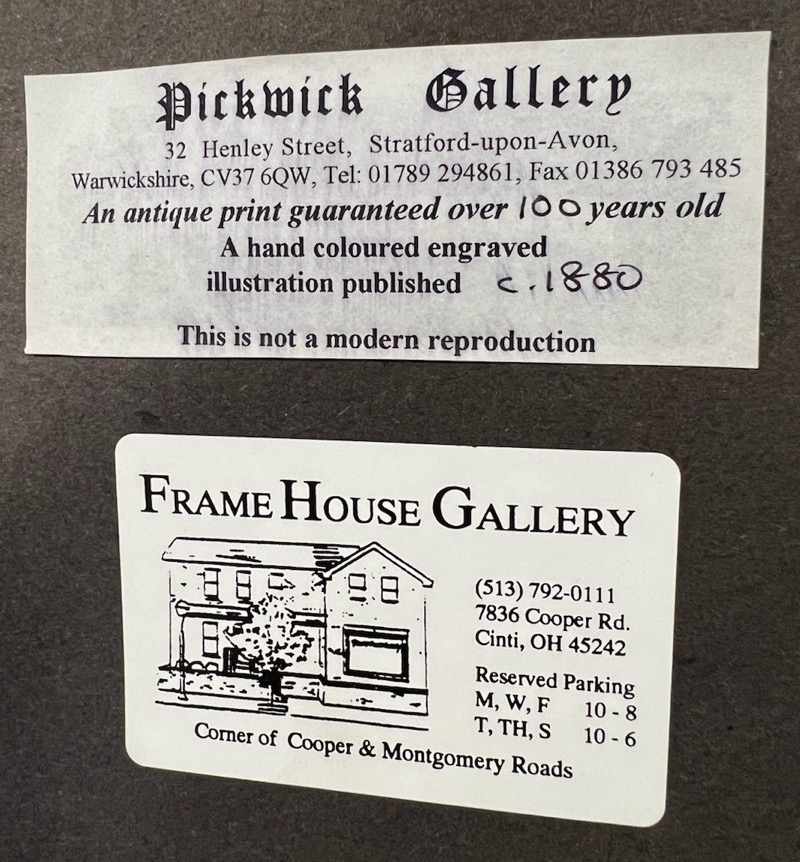 Pickwick Gallery
32 Henley Street, Stratford-upon-Avon,
Warwickshire, CV37 6QW, Tel: 01789 294861, Fax 01386 793 485
An antique print guaranteed over 100 years old
A hand coloured engraved
illustration published c.1880
This is not a modern reproduction
FRAME HOUSE GALLERY
(513) 792-0111
7836 Cooper Rd.
Cinti, OH 45242
Reserved Parking
M, W, F 10 - 8
T, TH, S 10 - 6
Corner of Cooper & Montgomery Roads